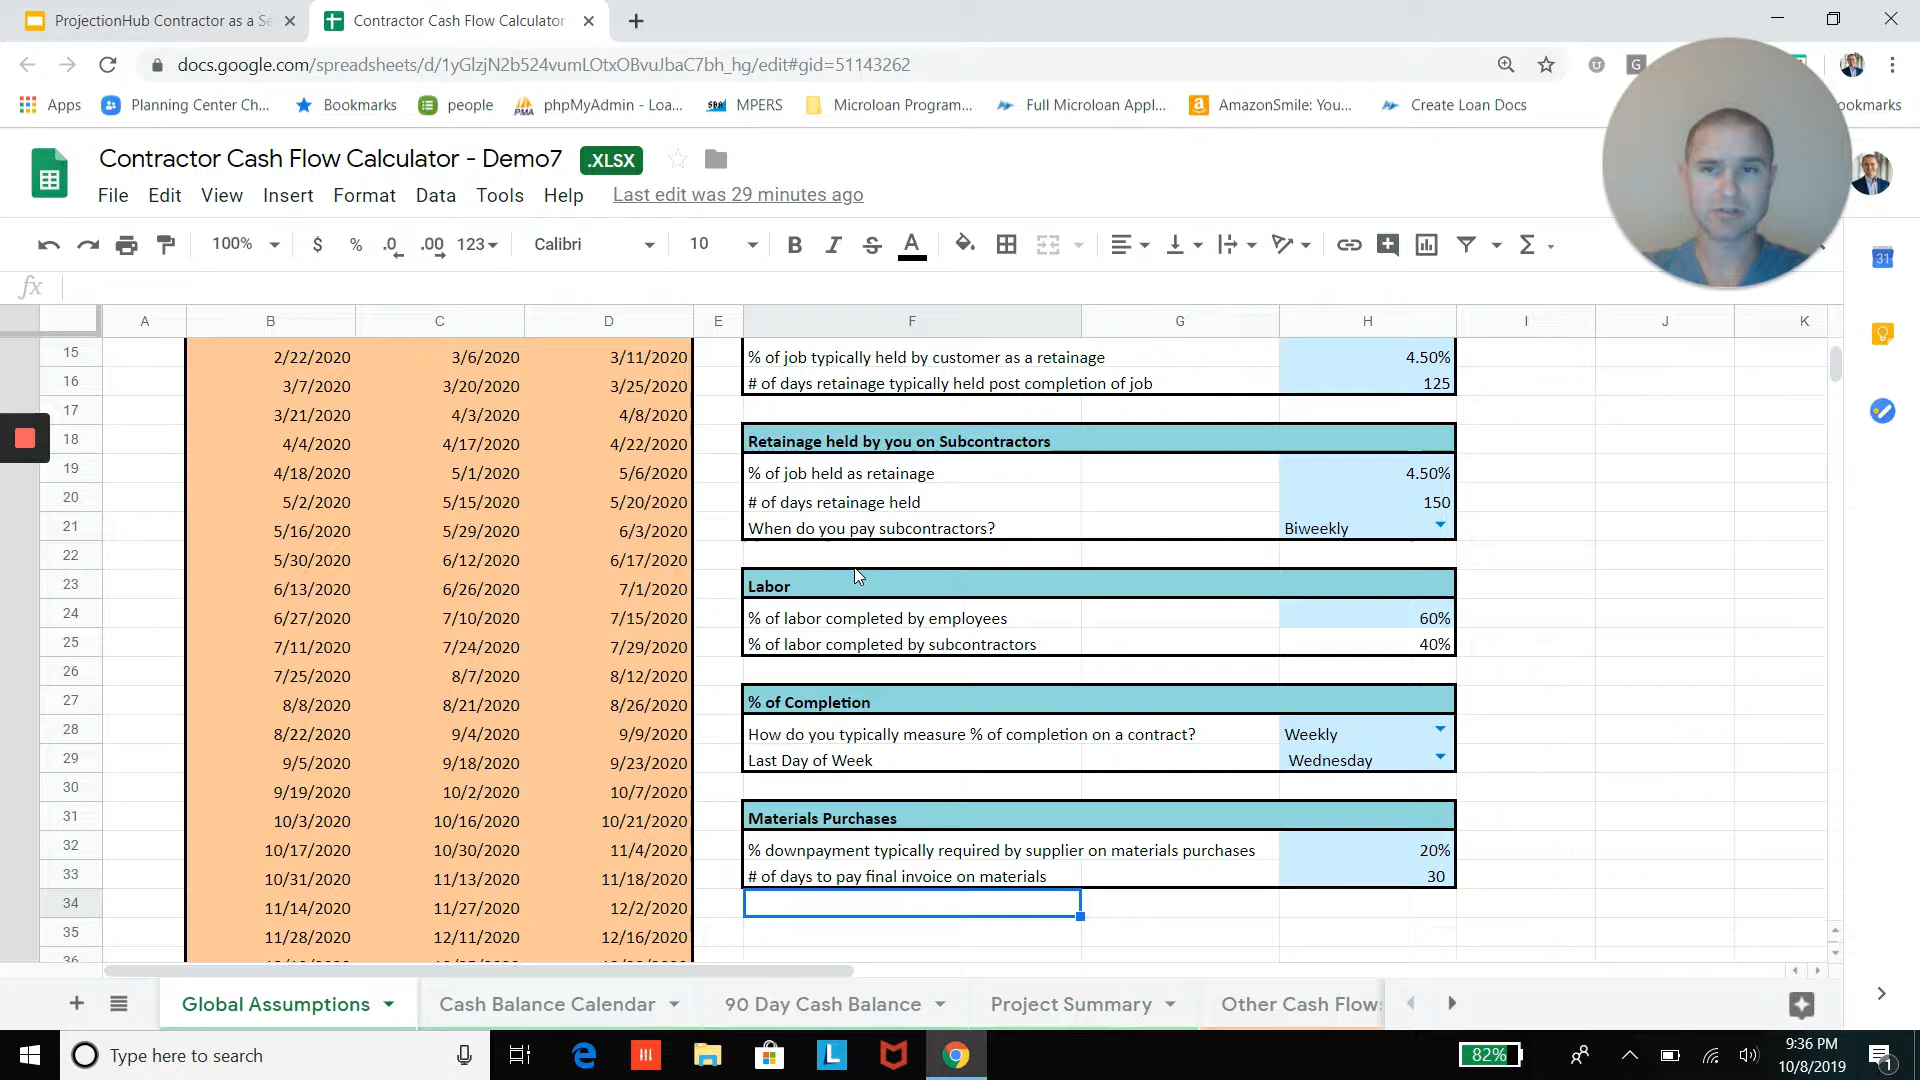 ProjectionHub Contractor as a Se
Contractor Cash Flow Calculator
docs.google.com/spreadsheets/d/1yGlzjN2b524vumLOtxOBvuJbaC7bh_hg/edit#gid=51143262
Apps Planning Center Ch... Bookmarks people phpMyAdmin - Loa... MPERS Microloan Program... Full Microloan Appl... AmazonSmile: You... Create Loan Docs ookmarks
Contractor Cash Flow Calculator - Demo7 .XLSX
File Edit View Insert Format Data Tools Help Last edit was 29 minutes ago
100% $ % .0 .00 123 Calibri 10 B I S A Σ
fx
A B C D E F G H I J K
15 2/22/2020 3/6/2020 3/11/2020 % of job typically held by customer as a retainage 4.50%
16 3/7/2020 3/20/2020 3/25/2020 # of days retainage typically held post completion of job 125
17 3/21/2020 4/3/2020 4/8/2020
18 4/4/2020 4/17/2020 4/22/2020 Retainage held by you on Subcontractors
19 4/18/2020 5/1/2020 5/6/2020 % of job held as retainage 4.50%
20 5/2/2020 5/15/2020 5/20/2020 # of days retainage held 150
21 5/16/2020 5/29/2020 6/3/2020 When do you pay subcontractors? Biweekly
22 5/30/2020 6/12/2020 6/17/2020
23 6/13/2020 6/26/2020 7/1/2020 Labor
24 6/27/2020 7/10/2020 7/15/2020 % of labor completed by employees 60%
25 7/11/2020 7/24/2020 7/29/2020 % of labor completed by subcontractors 40%
26 7/25/2020 8/7/2020 8/12/2020
27 8/8/2020 8/21/2020 8/26/2020 % of Completion
28 8/22/2020 9/4/2020 9/9/2020 How do you typically measure % of completion on a contract? Weekly
29 9/5/2020 9/18/2020 9/23/2020 Last Day of Week Wednesday
30 9/19/2020 10/2/2020 10/7/2020
31 10/3/2020 10/16/2020 10/21/2020 Materials Purchases
32 10/17/2020 10/30/2020 11/4/2020 % downpayment typically required by supplier on materials purchases 20%
33 10/31/2020 11/13/2020 11/18/2020 # of days to pay final invoice on materials 30
34 11/14/2020 11/27/2020 12/2/2020
35 11/28/2020 12/11/2020 12/16/2020
36
Global Assumptions Cash Balance Calendar 90 Day Cash Balance Project Summary Other Cash Flows
Type here to search
82%
9:36 PM
10/8/2019
1